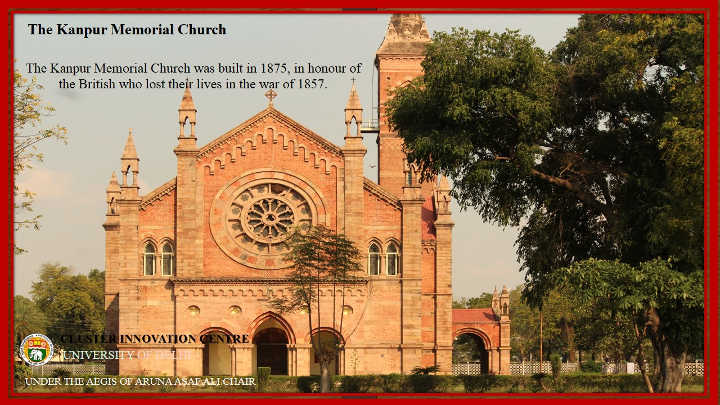 The Kanpur Memorial Church
The Kanpur Memorial Church was built in 1875, in honour of
the British who lost their lives in the war of 1857.
CLUSTER INNOVATION CENTRE
UNIVERSITY OF DELHI
UNDER THE AEGIS OF ARUNA ASAF ALI CHAIR